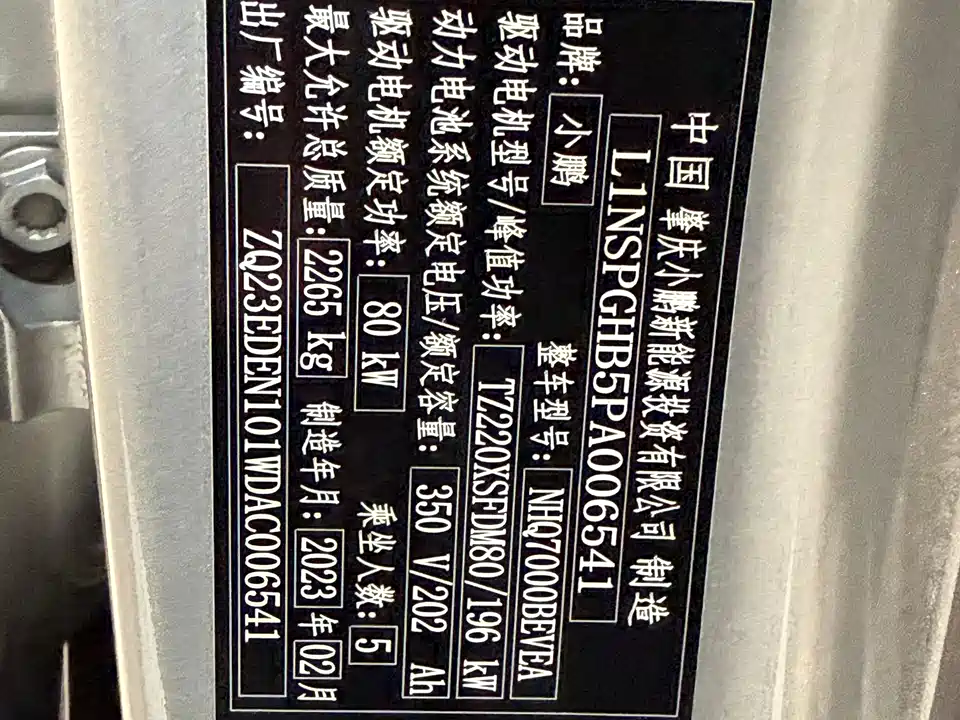 中国 肇庆小鹏新能源投资有限公司 制造
L1NSPGHB5PA006541
品牌: 小鹏 整车型号: NHQ7000BEVEA
驱动电机型号/峰值功率: TZ220XSFDM80/196 kW
动力电池系统额定电压/额定容量: 350 V/202 Ah
驱动电机额定功率: 80 kW 乘坐人数: 5
最大允许总质量: 2265 kg 制造年月: 2023 年 02 月
出厂编号: ZQ23EDEN101WDAC006541